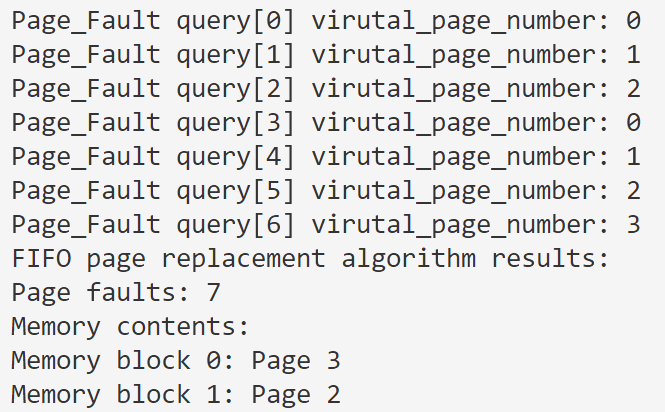 Page_Fault query[0] virutal_page_number: 0
Page_Fault query[1] virutal_page_number: 1
Page_Fault query[2] virutal_page_number: 2
Page_Fault query[3] virutal_page_number: 0
Page_Fault query[4] virutal_page_number: 1
Page_Fault query[5] virutal_page_number: 2
Page_Fault query[6] virutal_page_number: 3
FIFO page replacement algorithm results:
Page faults: 7
Memory contents:
Memory block 0: Page 3
Memory block 1: Page 2